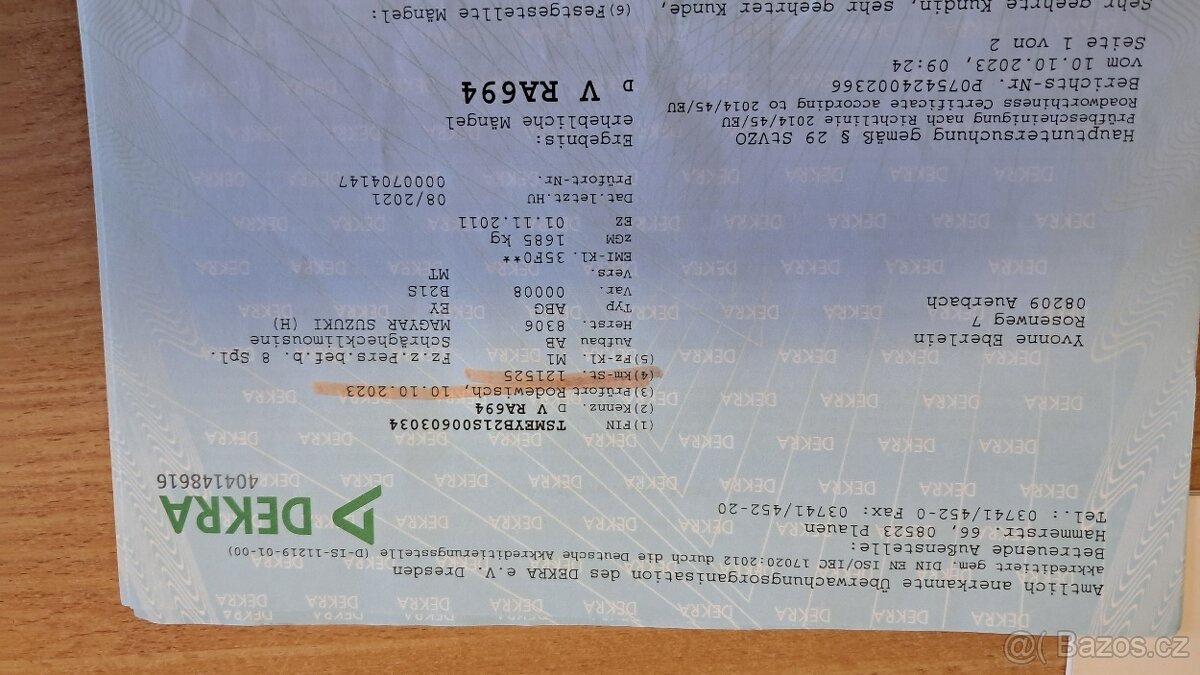 Amtlich anerkannte Überwachungsorganisation des DEKRA e.V. Dresden
akkreditiert gem. DIN EN ISO/IEC 17020:2012 durch die Deutsche Akkreditierungsstelle (D-IS-11219-01-00)
Betreuende Außenstelle:
Hammerstr. 66, 08523 Plauen
Tel.: 03741/452-0 Fax: 03741/452-20
DEKRA
404148616
Yvonne Eberlein
Rosenweg 7
08209 Auerbach
(1)FIN TSMEYB21S00603034
(2)Kennz. D V RA694
(3)Prüfort Rodewisch, 10.10.2023
(4)km-St. 121525
(5)Fz-Kl. M1 Fz.z.Pers.bef.b. 8 Spl.
Aufbau AB Schräghecklimousine
Herst. 8306 MAGYAR SUZUKI (H)
Typ ABG EY
Var. 00008 B21S
Vers. MT
EMI-Kl. 35F0**
zGM 1685 kg
EZ 01.11.2011
Dat.letzt.HU 08/2021
Prüfort-Nr. 0000704147
Hauptuntersuchung gemäß § 29 StVZO
Prüfbescheinigung nach Richtlinie 2014/45/EU
Roadworthiness Certificate according to 2014/45/EU
Berichts-Nr. P075424002366
vom 10.10.2023, 09:24
Seite 1 von 2
Ergebnis:
erhebliche Mängel
D V RA694
Sehr geehrte Kundin, sehr geehrter Kunde,
(6)Festgestellte Mängel:
@( Bazos.cz